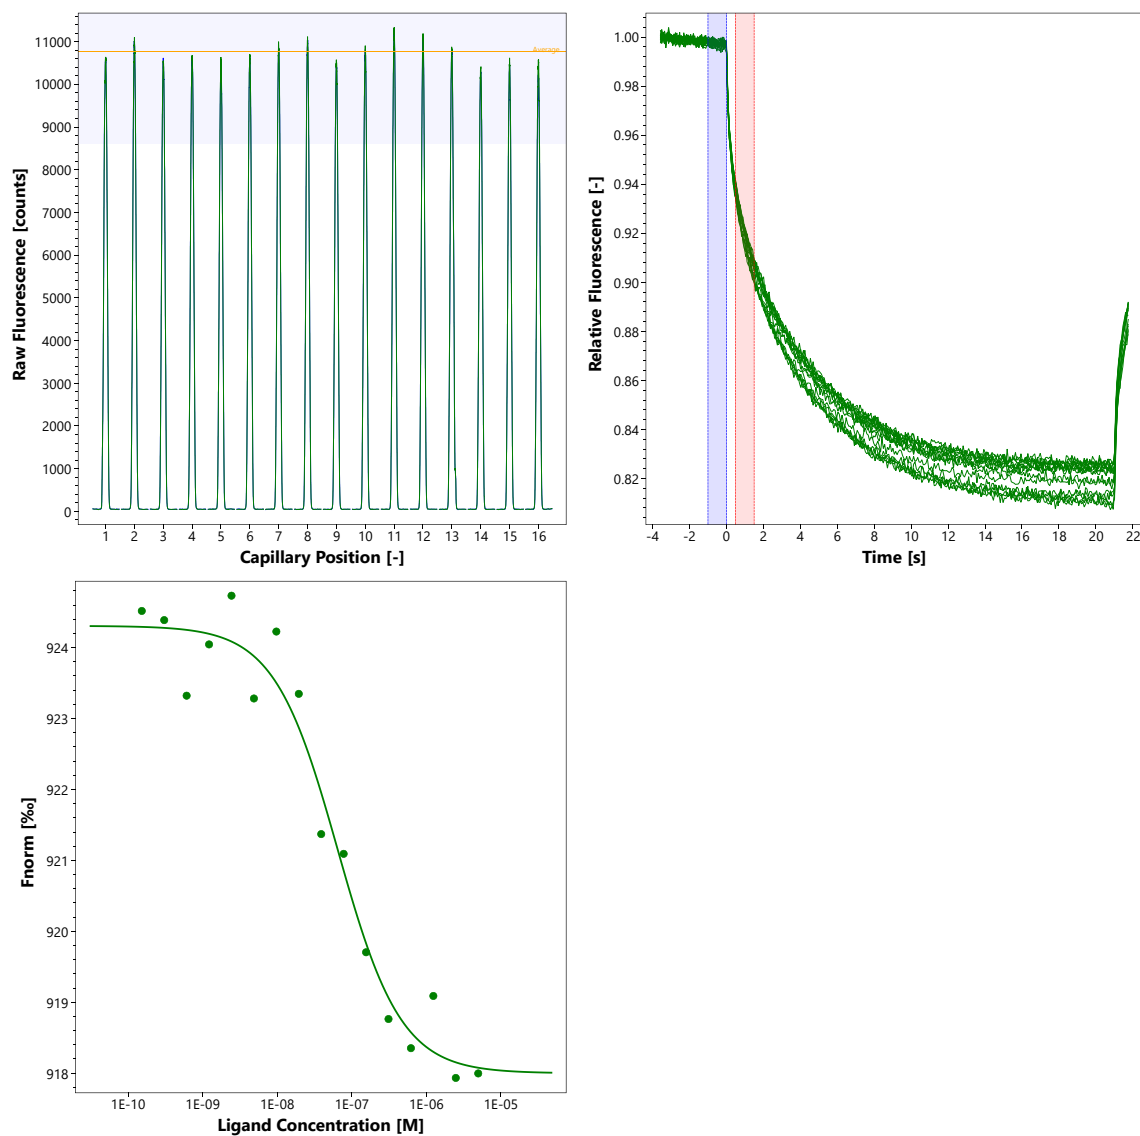 Raw Fluorescence [counts]
11000
10000
9000
8000
7000
6000
5000
4000
3000
2000
1000
0
Average
1 2 3 4 5 6 7 8 9 10 11 12 13 14 15 16
Capillary Position [-]
Relative Fluorescence [-]
1.00
0.98
0.96
0.94
0.92
0.90
0.88
0.86
0.84
0.82
-4 -2 0 2 4 6 8 10 12 14 16 18 20 22
Time [s]
Fnorm [‰]
924
923
922
921
920
919
918
1E-10 1E-09 1E-08 1E-07 1E-06 1E-05
Ligand Concentration [M]